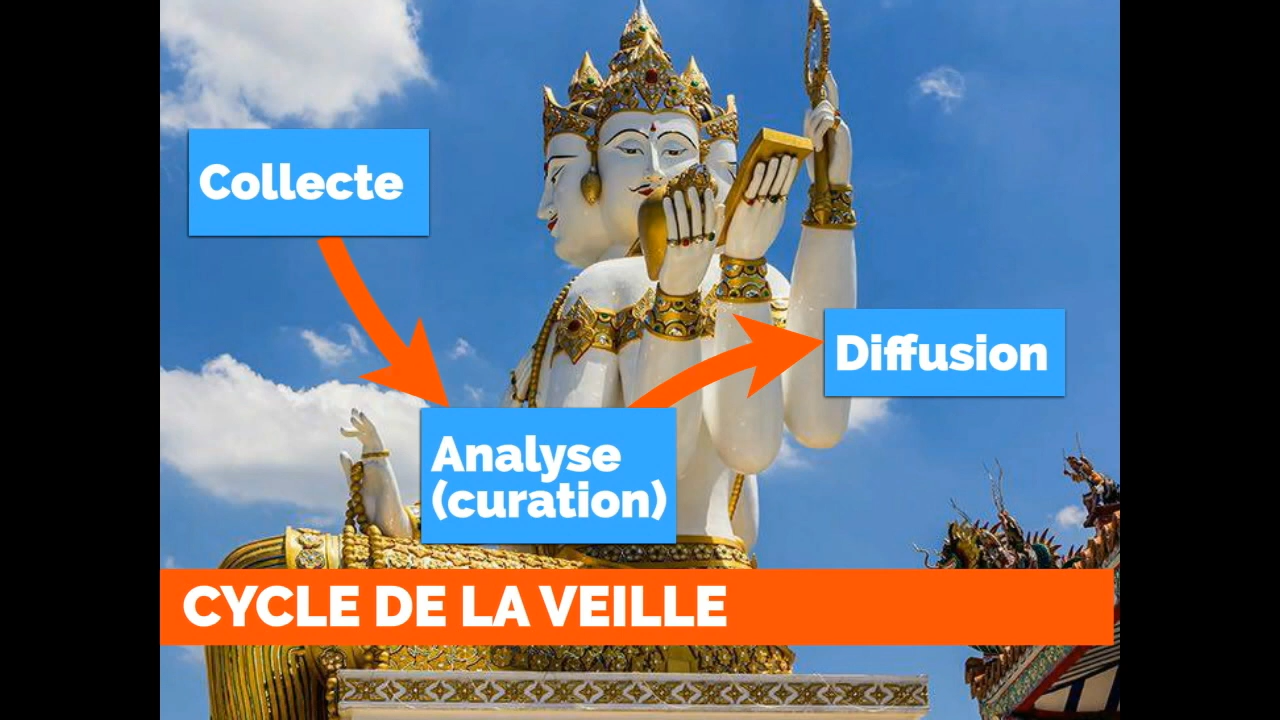 Collecte
Diffusion
Analyse
(curation)
CYCLE DE LA VEILLE